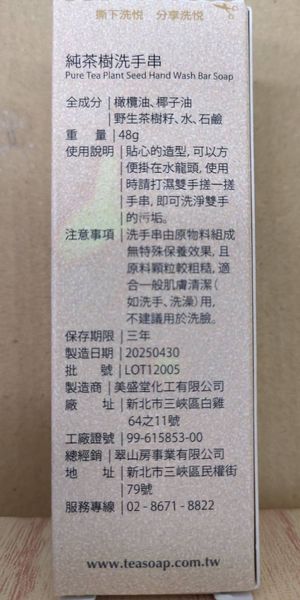 撕下洗悅 分享洗悅
純茶樹洗手串
Pure Tea Plant Seed Hand Wash Bar Soap
全成分│橄欖油、椰子油
野生茶樹籽、水、石鹼
重 量│48g
使用說明│貼心的造型, 可以方
便掛在水龍頭, 使用
時請打濕雙手搓一搓
手串, 即可洗淨雙手
的污垢。
注意事項│洗手串由原物料組成
無特殊保養效果, 且
原料顆粒較粗糙, 適
合一般肌膚清潔(
如洗手、洗澡)用,
不建議用於洗臉。
保存期限│三年
製造日期│20250430
批 號│LOT12005
製造商│美盛堂化工有限公司
廠 址│新北市三峽區白雞
64之11號
工廠證號│99-615853-00
總經銷│翠山房事業有限公司
地 址│新北市三峽區民權街
79號
服務專線│02 - 8671 - 8822
www.teasoap.com.tw